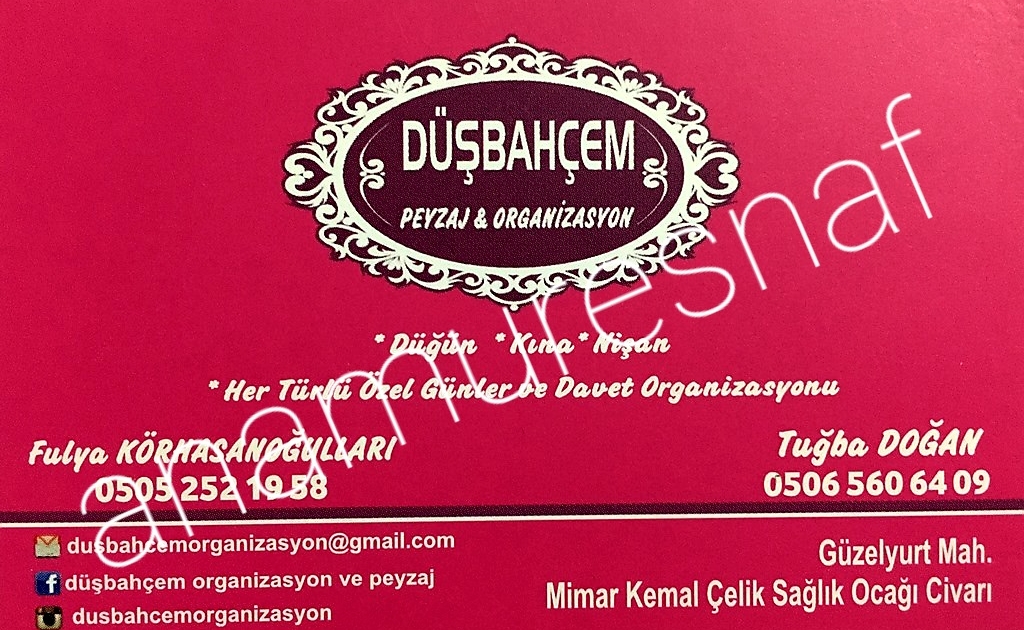 DÜŞBAHÇEM
PEYZAJ & ORGANİZASYON
* Düğün * Kına * Nişan
* Her Türlü Özel Günler ve Davet Organizasyonu
Fulya KÖRHASANOĞULLARI
0505 252 19 58
Tuğba DOĞAN
0506 560 64 09
dusbahcemorganizasyon@gmail.com
düşbahçem organizasyon ve peyzaj
dusbahcemorganizasyon
Güzelyurt Mah.
Mimar Kemal Çelik Sağlık Ocağı Civarı
anamuresnaf